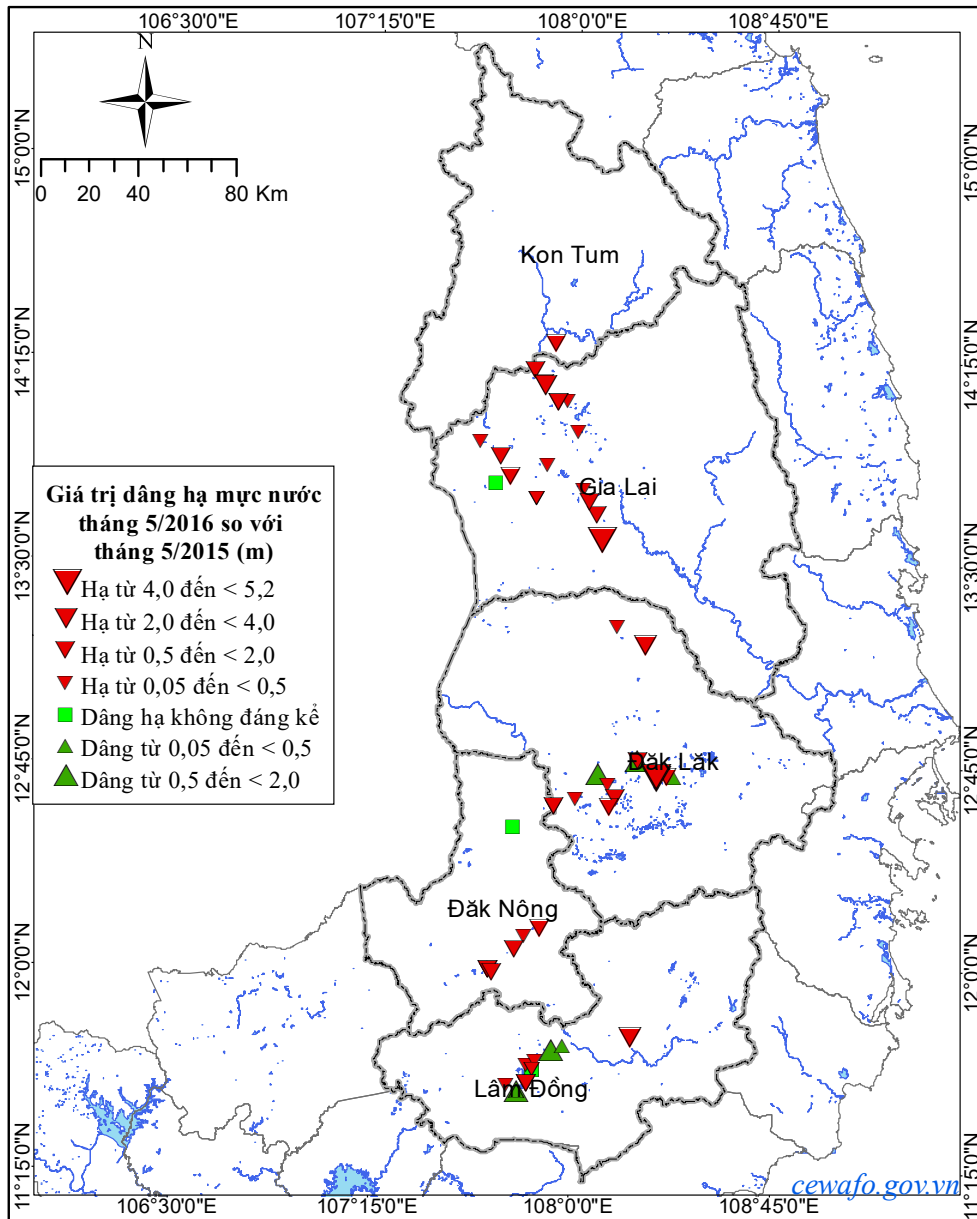 106°30'0"E 107°15'0"E 108°0'0"E 108°45'0"E
N
0 20 40 80 Km
15°0'0"N
14°15'0"N
13°30'0"N
12°45'0"N
12°0'0"N
11°15'0"N
15°0'0"N
14°15'0"N
13°30'0"N
12°45'0"N
12°0'0"N
11°15'0"N
Kon Tum
Gia Lai
Giá trị dâng hạ mực nước
tháng 5/2016 so với
tháng 5/2015 (m)
Hạ từ 4,0 đến < 5,2
Hạ từ 2,0 đến < 4,0
Hạ từ 0,5 đến < 2,0
Hạ từ 0,05 đến < 0,5
Dâng hạ không đáng kể
Dâng từ 0,05 đến < 0,5
Dâng từ 0,5 đến < 2,0
Đăk Lăk
Đăk Nông
Lâm Đồng
cewafo.gov.vn
106°30'0"E 107°15'0"E 108°0'0"E 108°45'0"E